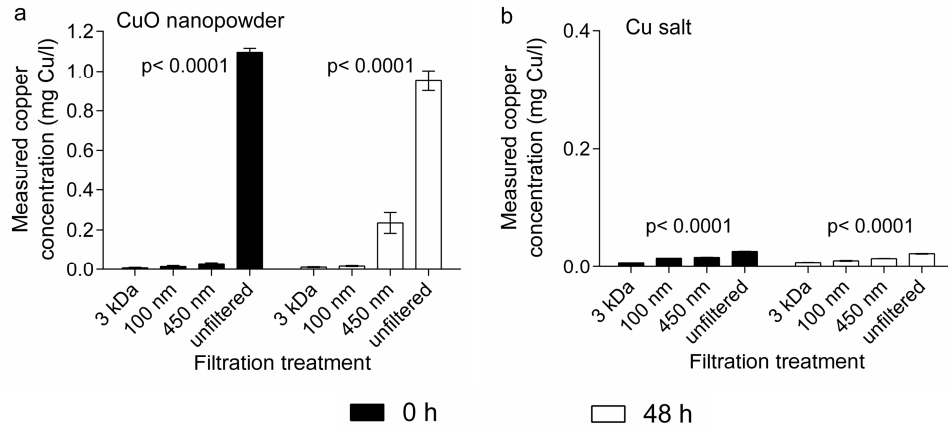 a
CuO nanopowder
Measured copper
concentration (mg Cu/l)
1.2
1.0
0.8
0.6
0.4
0.2
0.0
p< 0.0001
p< 0.0001
3 kDa
100 nm
450 nm
unfiltered
3 kDa
100 nm
450 nm
unfiltered
Filtration treatment
b
Cu salt
Measured copper
concentration (mg Cu/l)
0.4
0.2
0.0
p< 0.0001
p< 0.0001
3 kDa
100 nm
450 nm
unfiltered
3 kDa
100 nm
450 nm
unfiltered
Filtration treatment
0 h
48 h